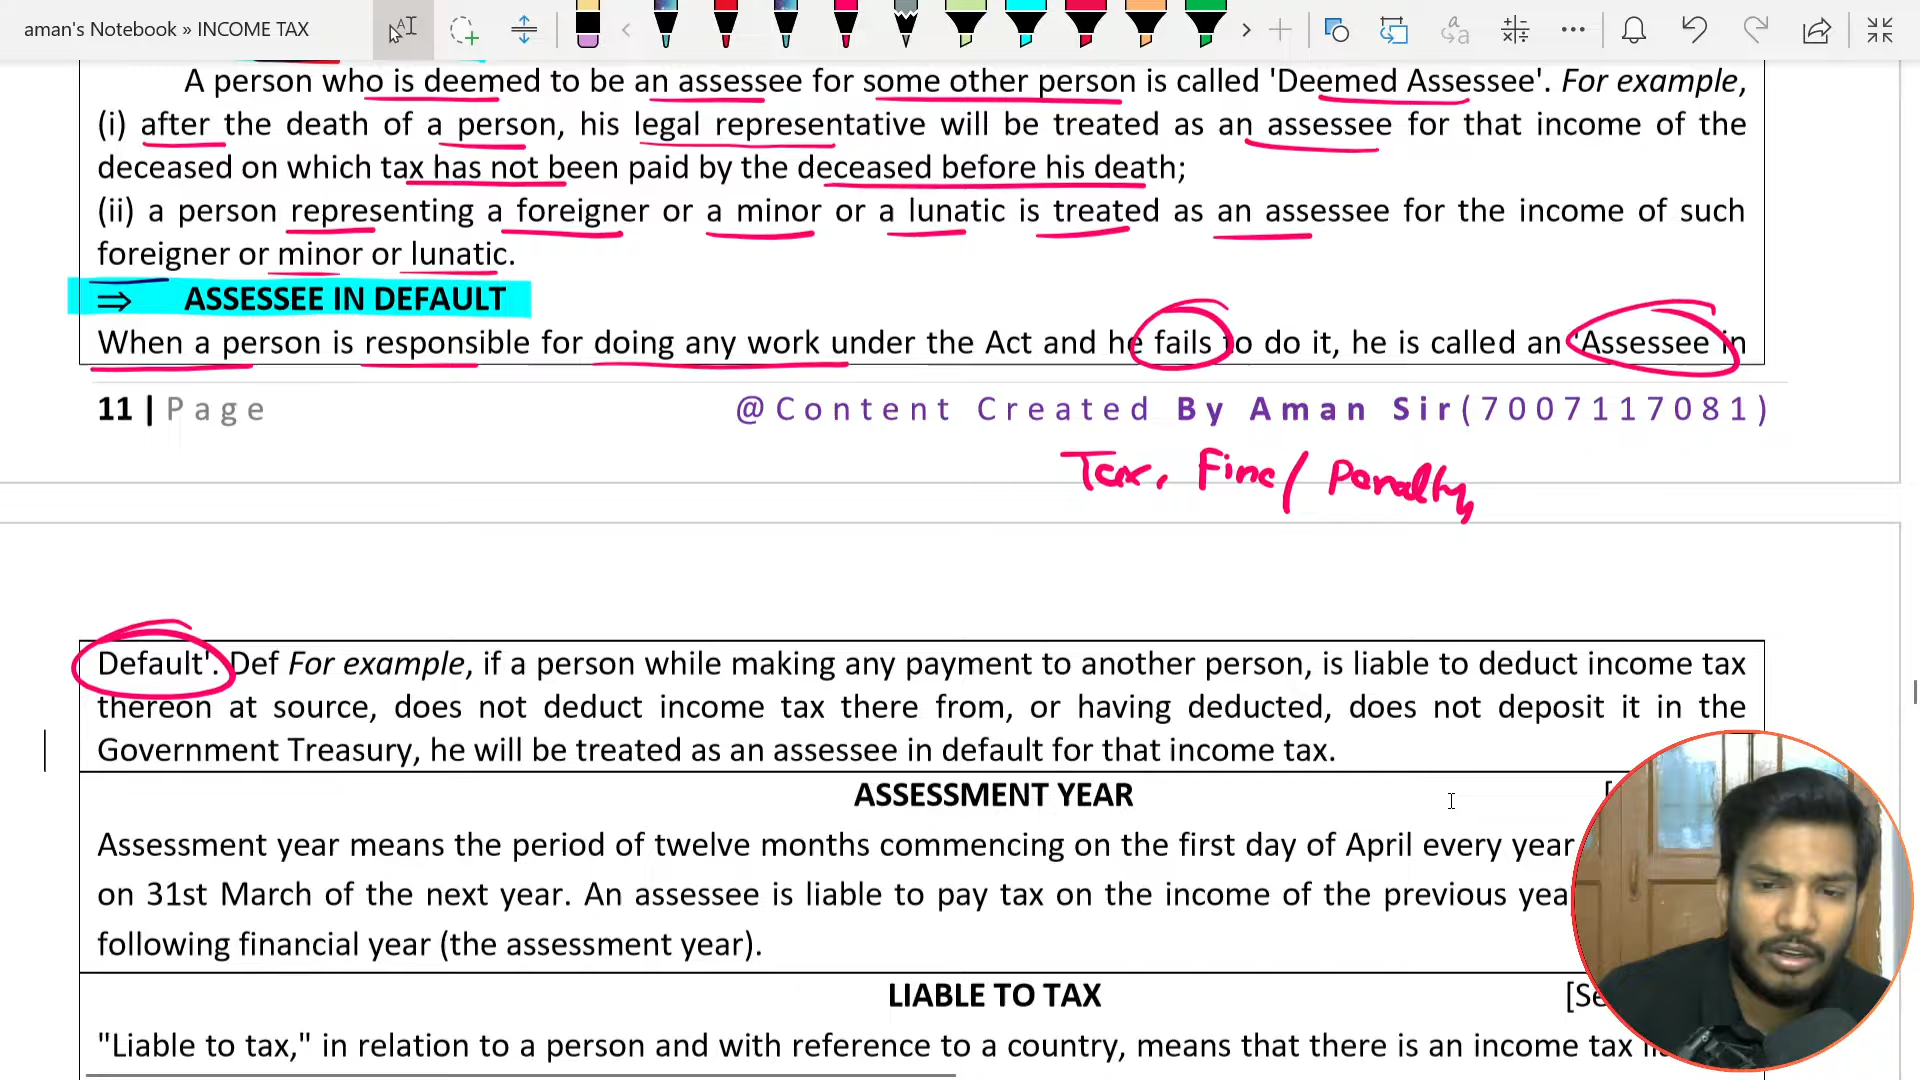 aman's Notebook » INCOME TAX
A person who is deemed to be an assessee for some other person is called 'Deemed Assessee'. For example,
(i) after the death of a person, his legal representative will be treated as an assessee for that income of the
deceased on which tax has not been paid by the deceased before his death;
(ii) a person representing a foreigner or a minor or a lunatic is treated as an assessee for the income of such
foreigner or minor or lunatic.
⇒ ASSESSEE IN DEFAULT
When a person is responsible for doing any work under the Act and he fails to do it, he is called an 'Assessee in
11 | Page @Content Created By Aman Sir(7007117081)
Tax, Fine/ Penalty,
Default'. Def For example, if a person while making any payment to another person, is liable to deduct income tax
thereon at source, does not deduct income tax there from, or having deducted, does not deposit it in the
Government Treasury, he will be treated as an assessee in default for that income tax.
ASSESSMENT YEAR [
Assessment year means the period of twelve months commencing on the first day of April every year
on 31st March of the next year. An assessee is liable to pay tax on the income of the previous yea
following financial year (the assessment year).
LIABLE TO TAX [Se
"Liable to tax," in relation to a person and with reference to a country, means that there is an income tax